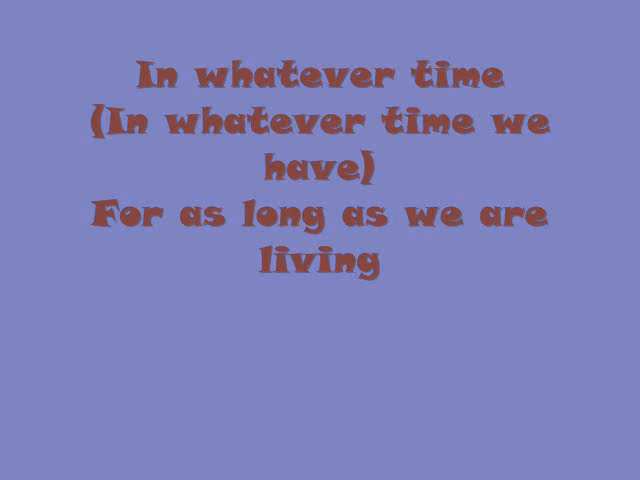 In whatever time
(In whatever time we
have)
For as long as we are
living